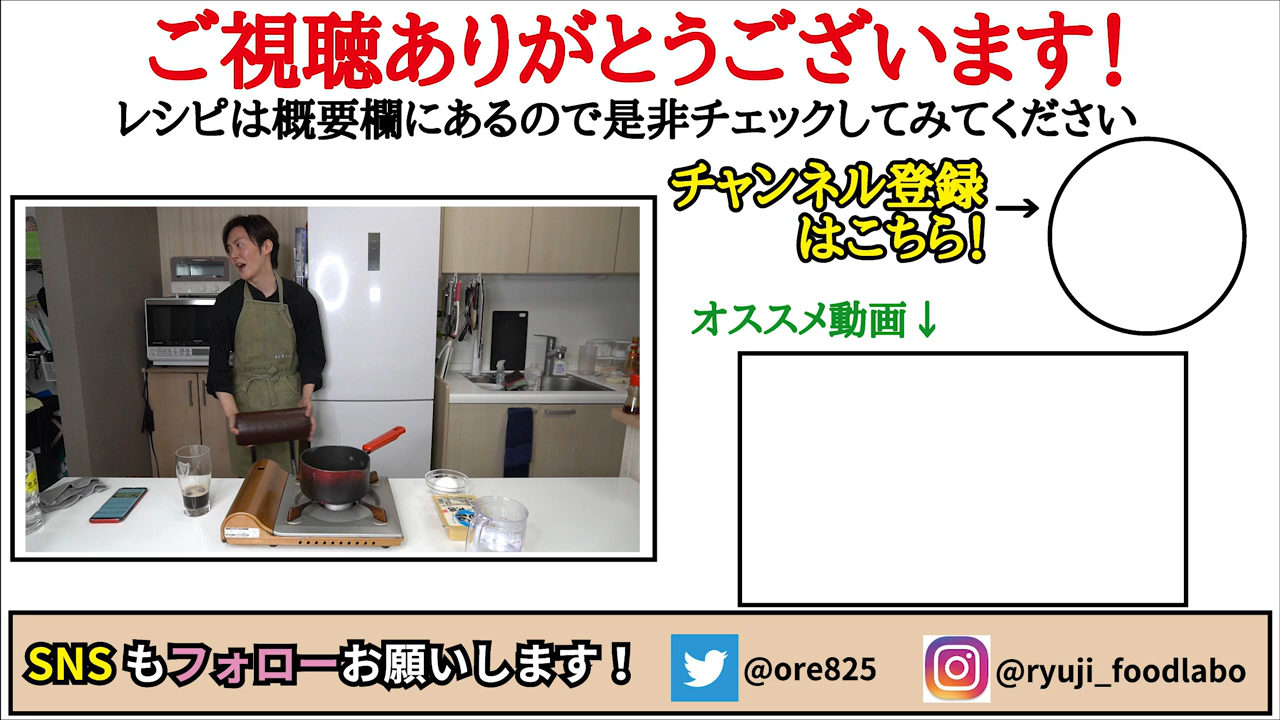 ご視聴ありがとうございます!
レシピは概要欄にあるので是非チェックしてみてください
チャンネル登録
はこちら!
→
オススメ動画↓
SNSもフォローお願いします!
@ore825
@ryuji_foodlabo